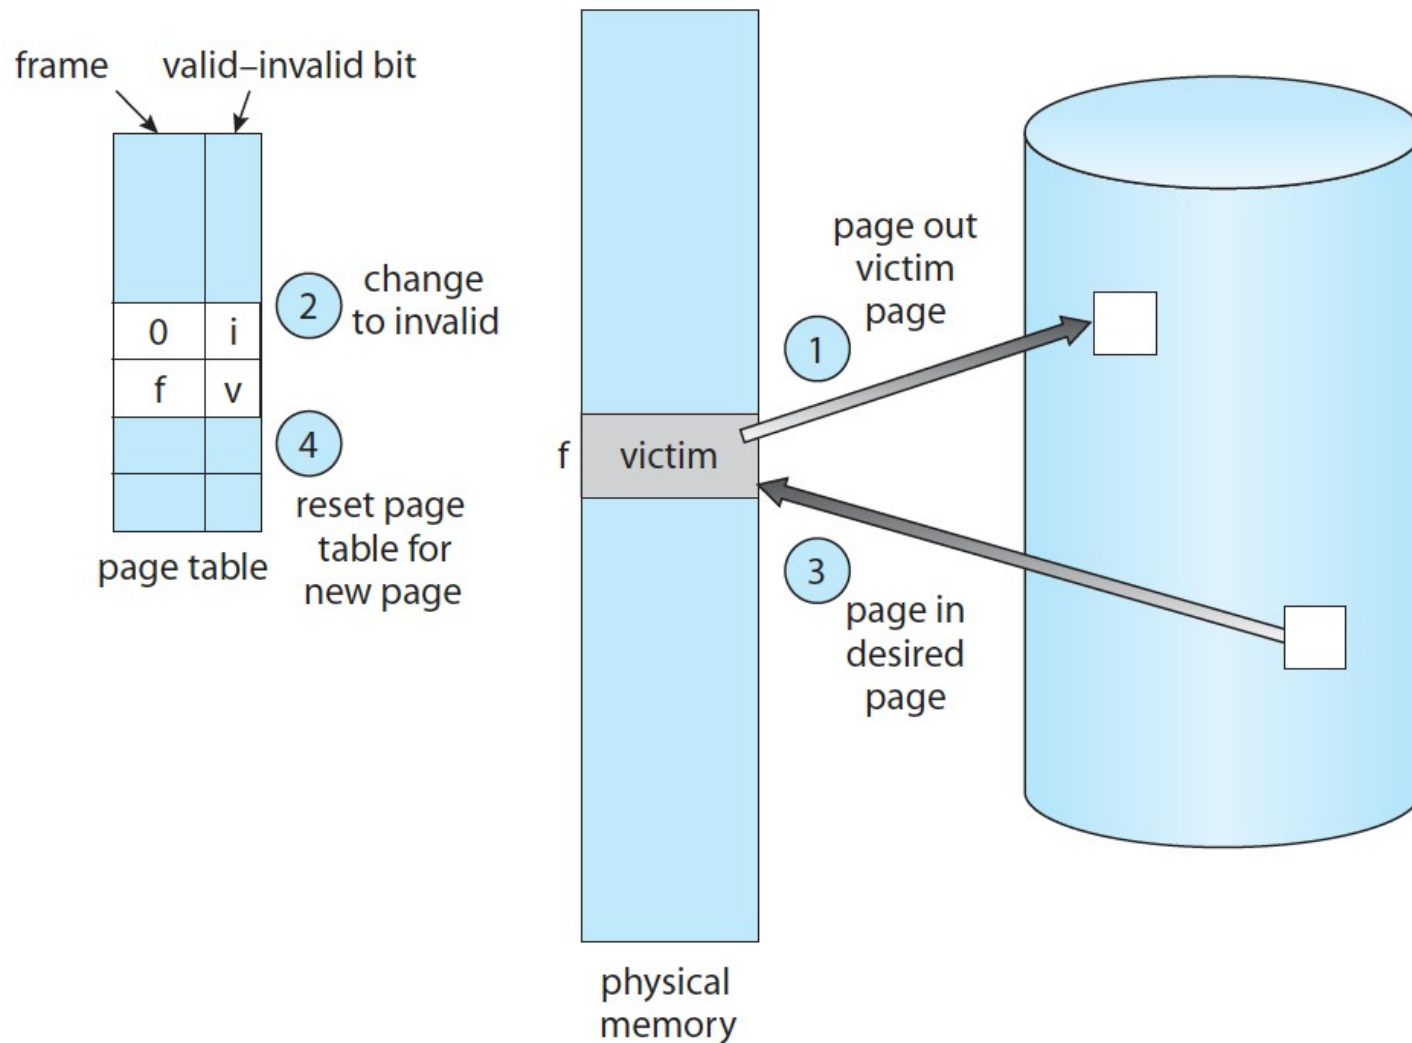 frame
valid–invalid bit
0
i
f
v
page table
2
change
to invalid
4
reset page
table for
new page
f
victim
physical
memory
1
page out
victim
page
3
page in
desired
page